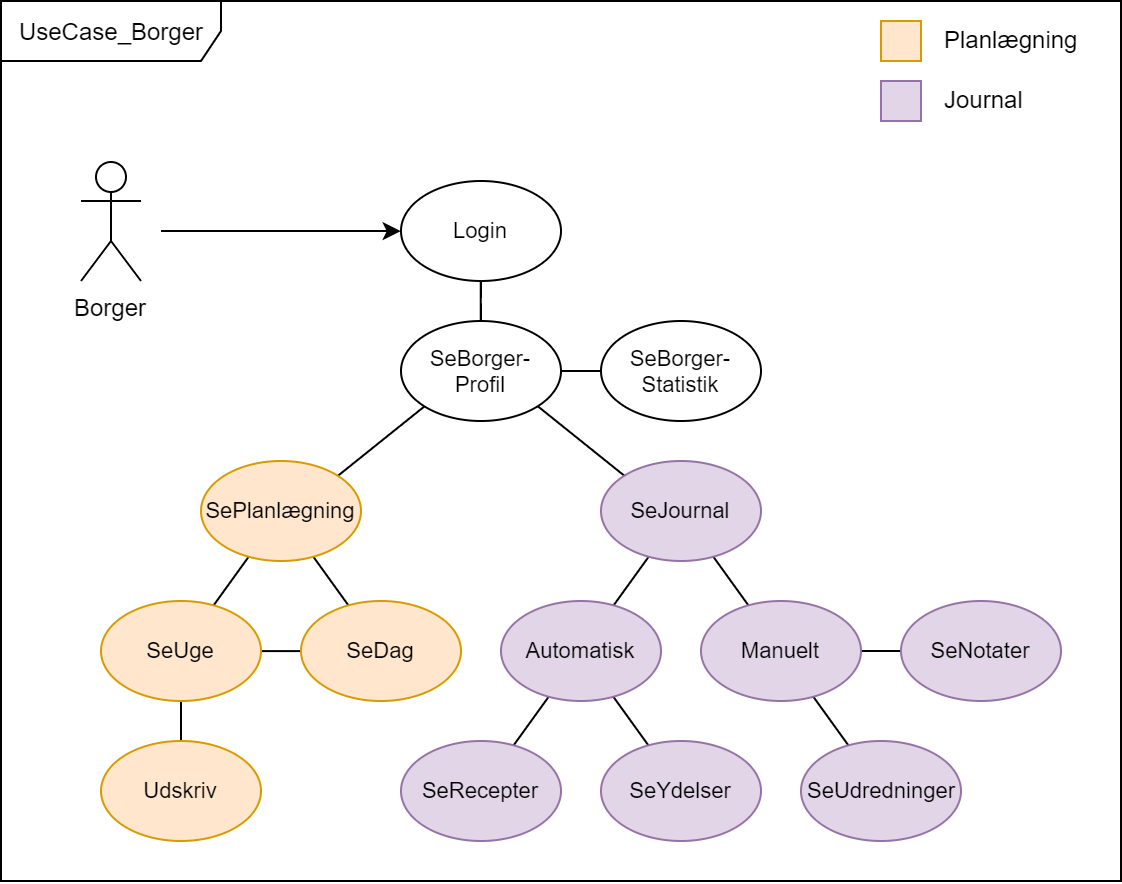 UseCase_Borger
Planlægning
Journal
Borger
Login
SeBorger-
Profil
SeBorger-
Statistik
SePlanlægning
SeJournal
SeUge
SeDag
Automatisk
Manuelt
SeNotater
Udskriv
SeRecepter
SeYdelser
SeUdredninger